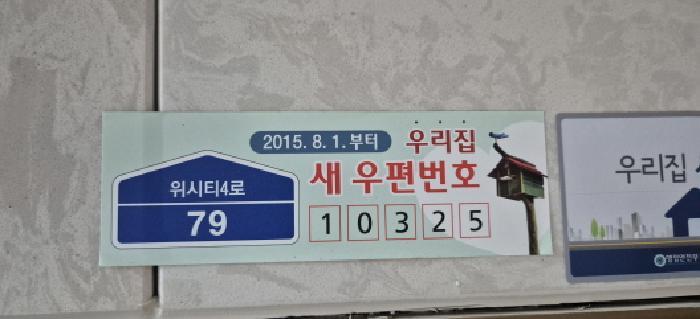 2015. 8. 1. 부터 우리집
새 우편번호
위시티4로
79
10325
우리집